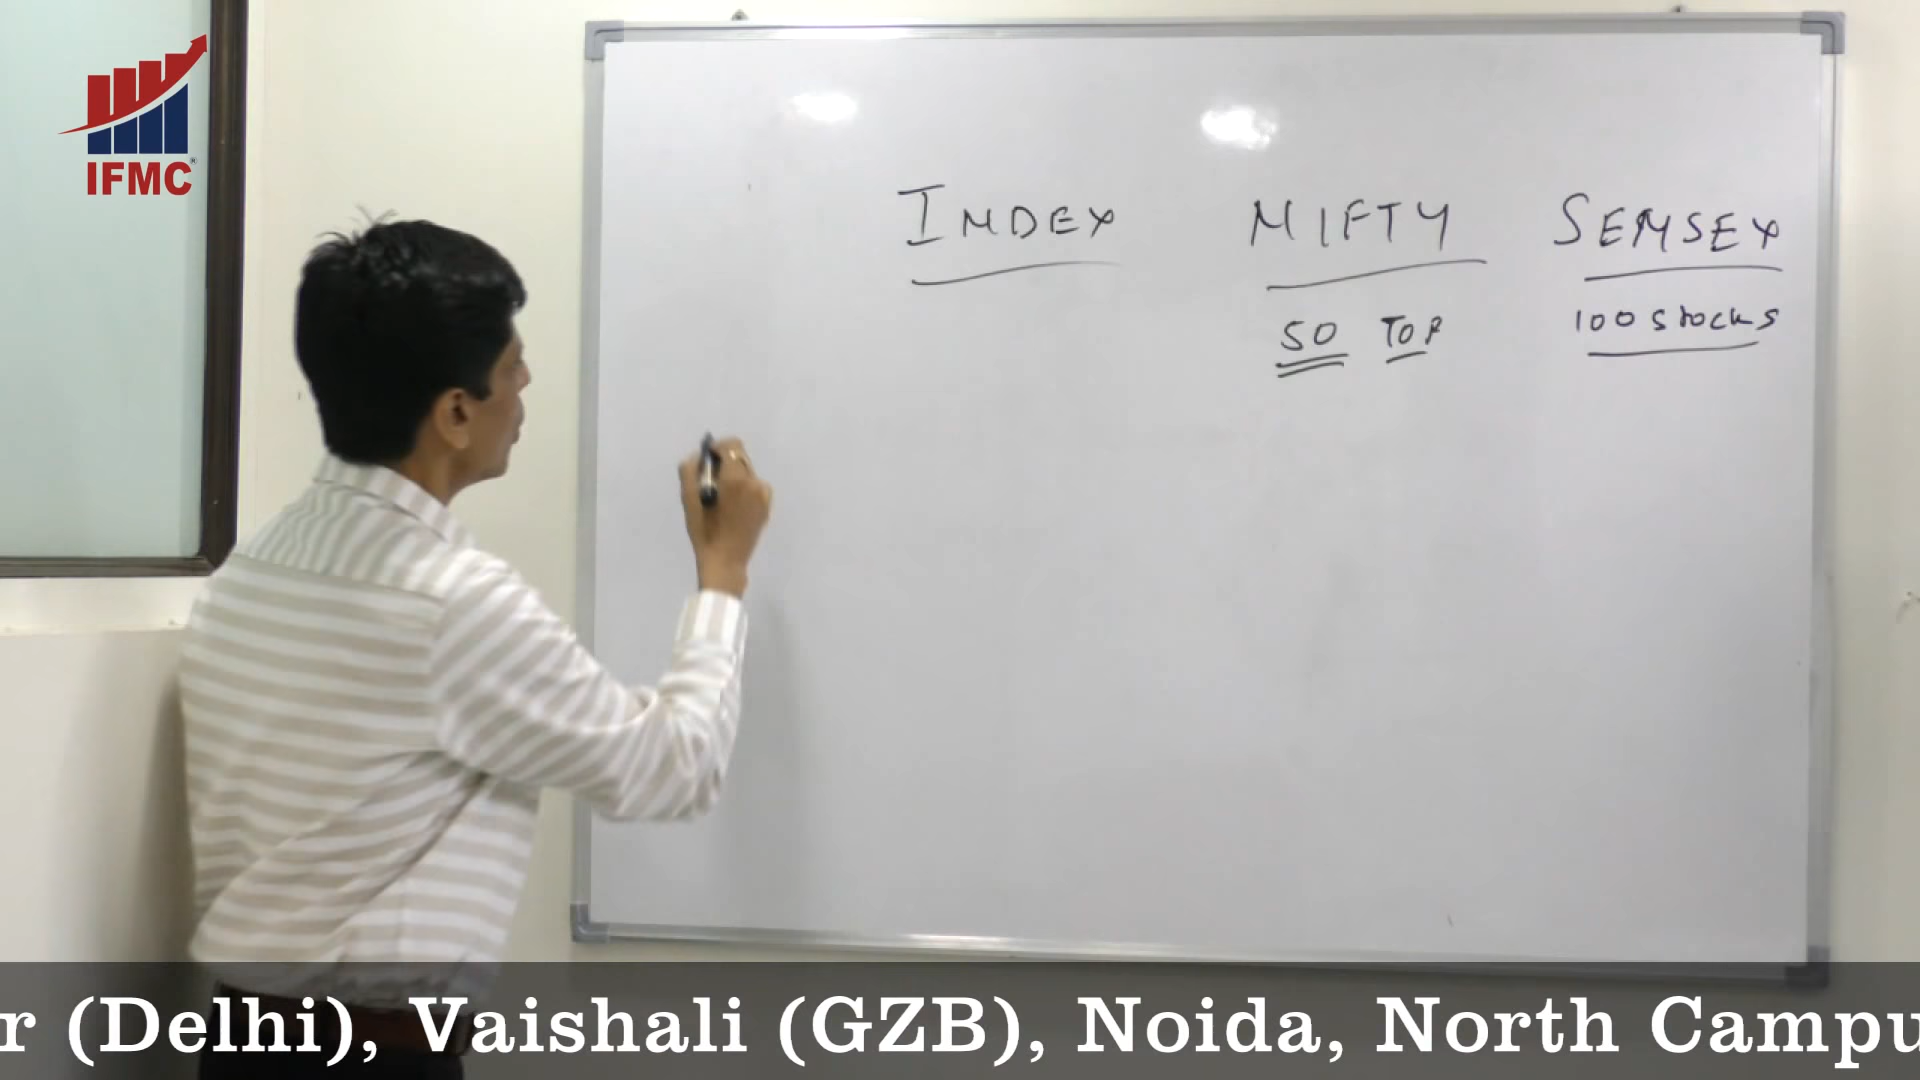 IFMC®
INDEX NIFTY SENSEX
50 TOP 100 stocks
r (Delhi), Vaishali (GZB), Noida, North Campu